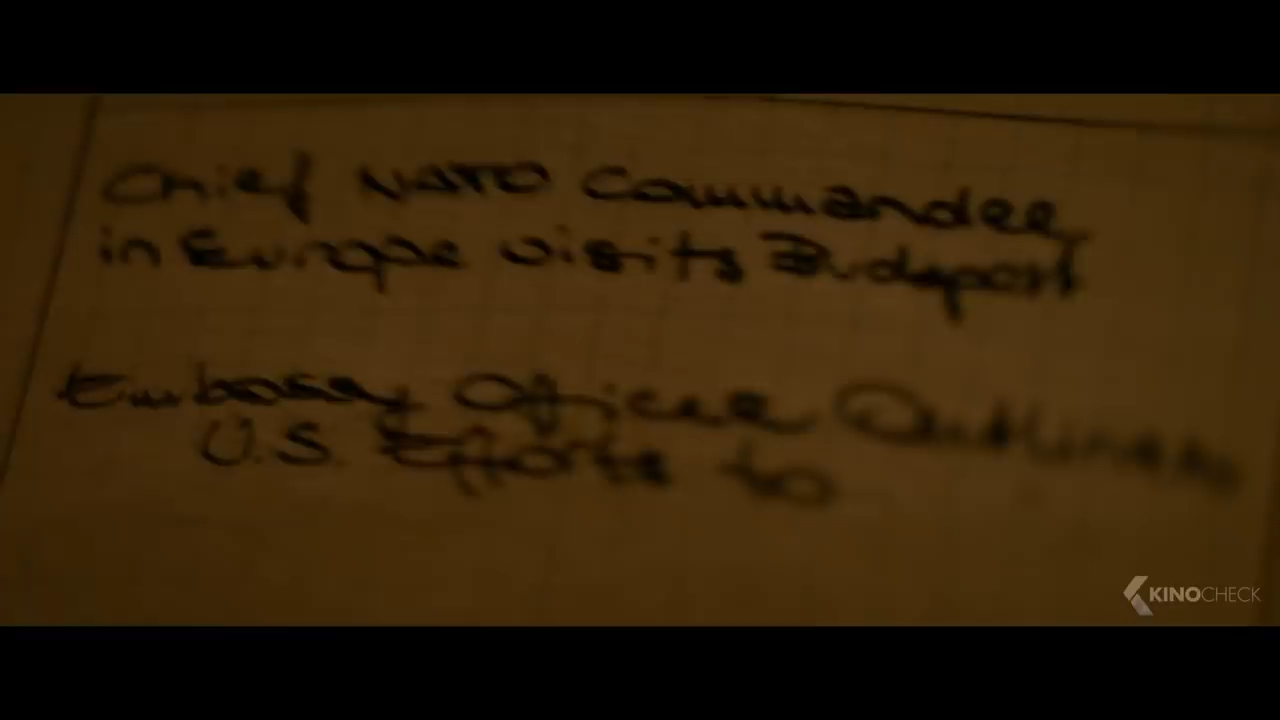 Chief NATO Commander
in Europe visits Budapest
Embassy Officer Outlines
U.S. Efforts to
KINOCHECK